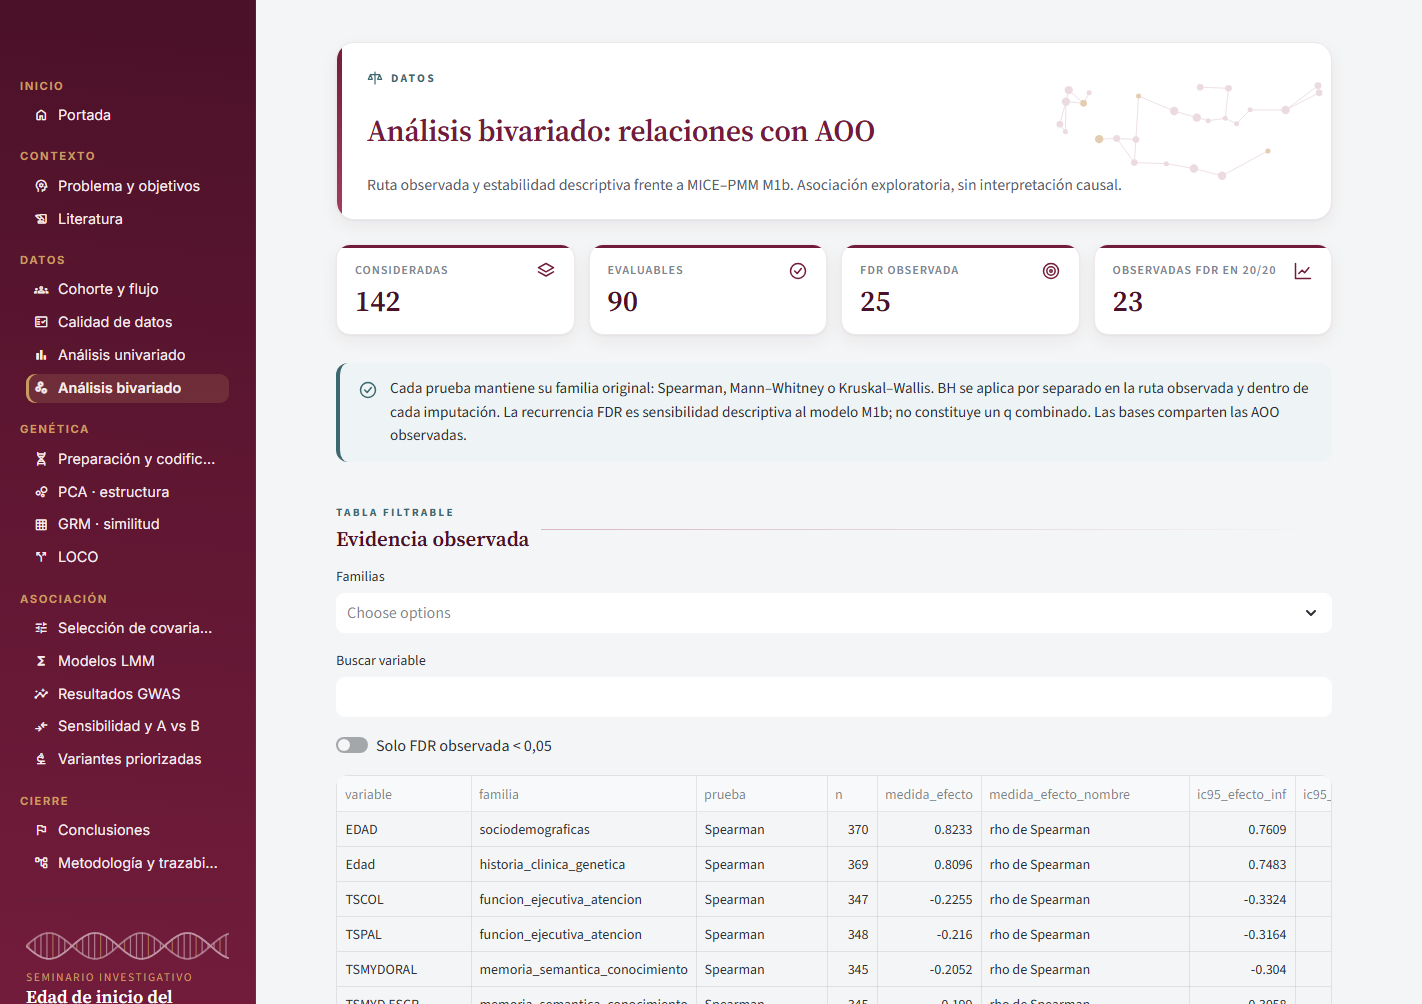 INICIO
Portada
CONTEXTO
Problema y objetivos
Literatura
DATOS
Cohorte y flujo
Calidad de datos
Análisis univariado
Análisis bivariado
GENÉTICA
Preparación y codific...
PCA · estructura
GRM · similitud
LOCO
ASOCIACIÓN
Selección de covaria...
Modelos LMM
Resultados GWAS
Sensibilidad y A vs B
Variantes priorizadas
CIERRE
Conclusiones
Metodología y trazabi...
SEMINARIO INVESTIGATIVO
Edad de inicio del
DATOS
Análisis bivariado: relaciones con AOO
Ruta observada y estabilidad descriptiva frente a MICE–PMM M1b. Asociación exploratoria, sin interpretación causal.
CONSIDERADAS
142
EVALUABLES
90
FDR OBSERVADA
25
OBSERVADAS FDR EN 20/20
23
Cada prueba mantiene su familia original: Spearman, Mann–Whitney o Kruskal–Wallis. BH se aplica por separado en la ruta observada y dentro de
cada imputación. La recurrencia FDR es sensibilidad descriptiva al modelo M1b; no constituye un q combinado. Las bases comparten las AOO
observadas.
TABLA FILTRABLE
Evidencia observada
Familias
Choose options
Buscar variable
Solo FDR observada < 0,05
variable familia prueba n medida_efecto medida_efecto_nombre ic95_efecto_inf ic95_
EDAD sociodemograficas Spearman 370 0.8233 rho de Spearman 0.7609
Edad historia_clinica_genetica Spearman 369 0.8096 rho de Spearman 0.7483
TSCOL funcion_ejecutiva_atencion Spearman 347 -0.2255 rho de Spearman -0.3324
TSPAL funcion_ejecutiva_atencion Spearman 348 -0.216 rho de Spearman -0.3164
TSMYDORAL memoria_semantica_conocimiento Spearman 345 -0.2052 rho de Spearman -0.304